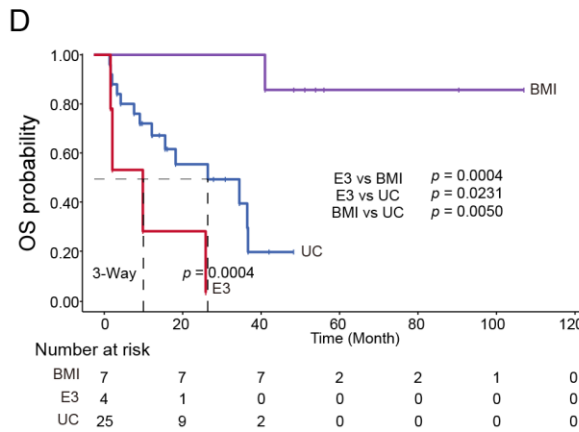 D
1.00
0.80
0.60
0.40
0.20
0.00
OS probability
BMI
E3 vs BMI p = 0.0004
E3 vs UC p = 0.0231
BMI vs UC p = 0.0050
UC
3-Way p = 0.0004
E3
0 20 40 60 80 100 120
Time (Month)
Number at risk
BMI 7 7 7 2 2 1 0
E3 4 1 0 0 0 0 0
UC 25 9 2 0 0 0 0